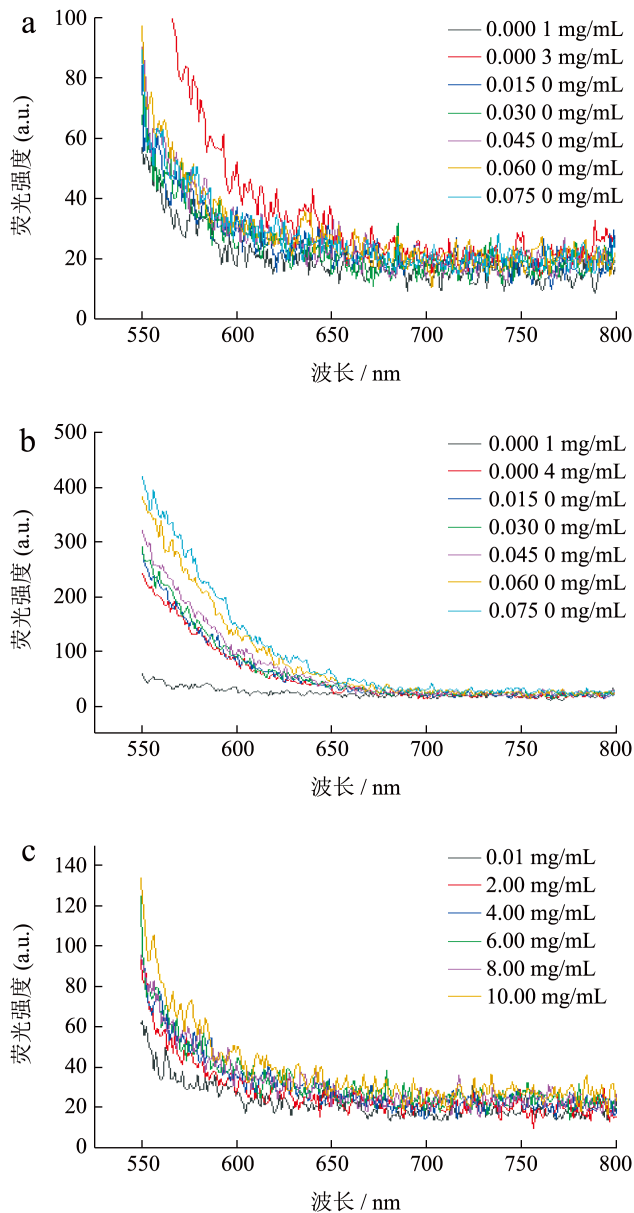 a
100
80
60
40
20
0
荧光强度 (a.u.)
0.000 1 mg/mL
0.000 3 mg/mL
0.015 0 mg/mL
0.030 0 mg/mL
0.045 0 mg/mL
0.060 0 mg/mL
0.075 0 mg/mL
550 600 650 700 750 800
波长 / nm
b
500
400
300
200
100
0
荧光强度 (a.u.)
0.000 1 mg/mL
0.000 4 mg/mL
0.015 0 mg/mL
0.030 0 mg/mL
0.045 0 mg/mL
0.060 0 mg/mL
0.075 0 mg/mL
550 600 650 700 750 800
波长 / nm
c
140
120
100
80
60
40
20
0
荧光强度 (a.u.)
0.01 mg/mL
2.00 mg/mL
4.00 mg/mL
6.00 mg/mL
8.00 mg/mL
10.00 mg/mL
550 600 650 700 750 800
波长 / nm